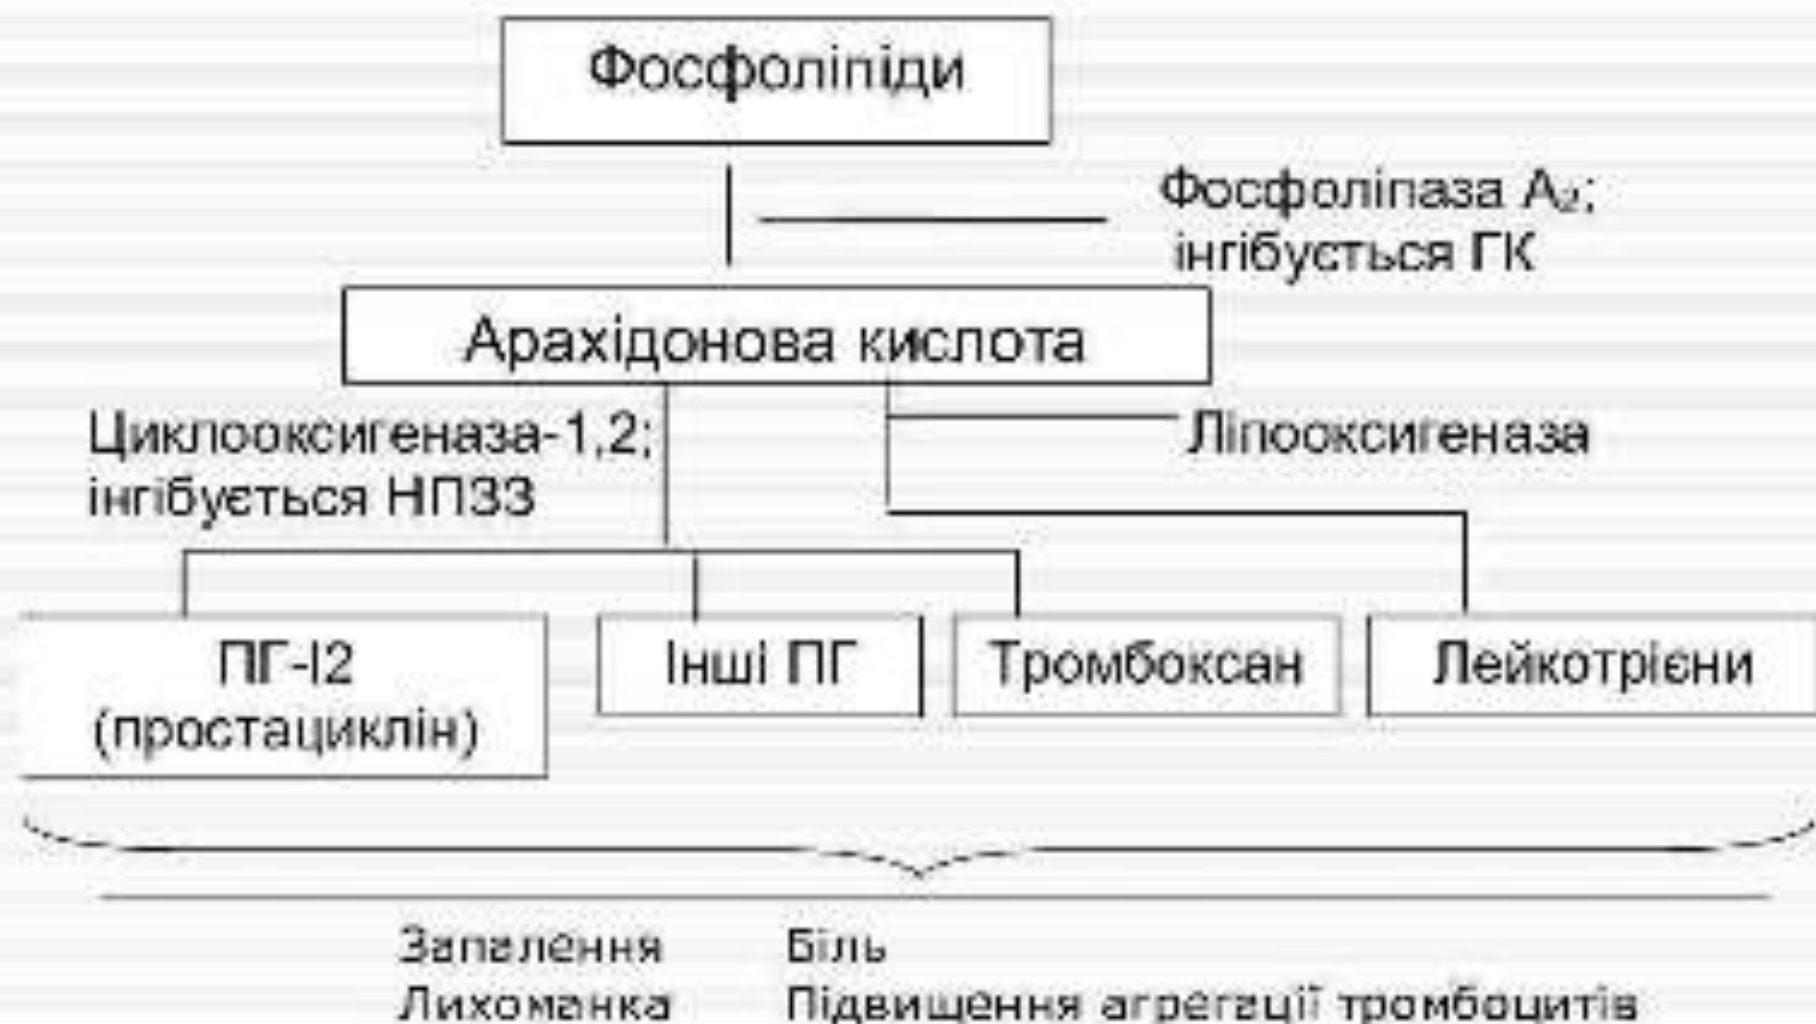 Фосфоліпіди
Фосфоліпаза А₂;
інгібується ГК
Арахідонова кислота
Циклооксигеназа-1,2;
інгібується НПЗЗ
Ліпооксигеназа
ПГ-І2
(простациклін)
Інші ПГ
Тромбоксан
Лейкотрієни
Запалення
Біль
Лихоманка
Підвищення агрегації тромбоцитів